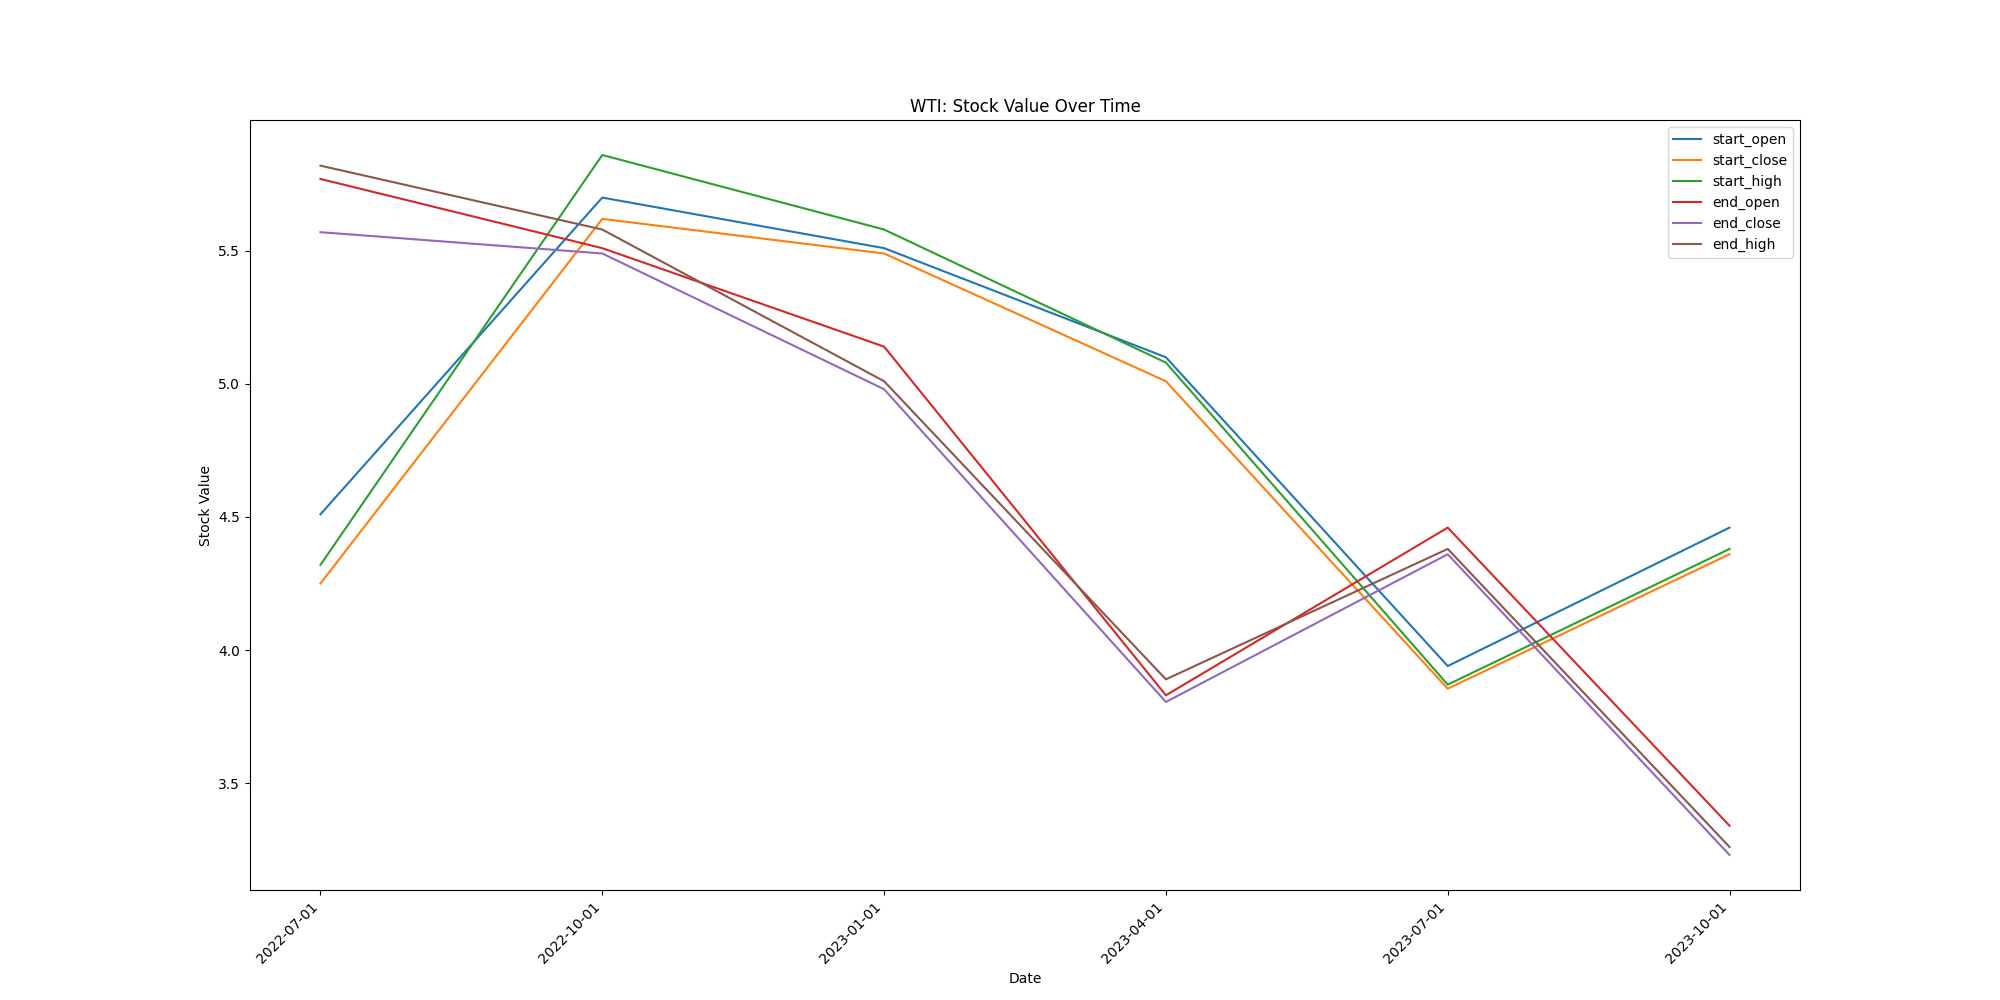 WTI: Stock Value Over Time
start_open
start_close
start_high
end_open
end_close
end_high
Stock Value
5.5
5.0
4.5
4.0
3.5
2022-07-01
2022-10-01
2023-01-01
2023-04-01
2023-07-01
2023-10-01
Date